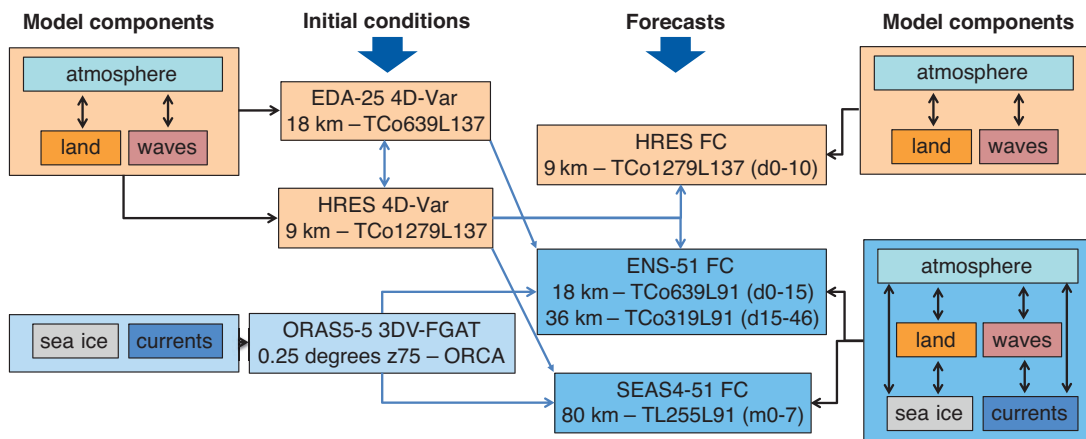 Model components
Initial conditions
Forecasts
Model components
atmosphere
land
waves
EDA-25 4D-Var
18 km – TCo639L137
HRES 4D-Var
9 km – TCo1279L137
HRES FC
9 km – TCo1279L137 (d0-10)
atmosphere
land
waves
sea ice
currents
ORAS5-5 3DV-FGAT
0.25 degrees z75 – ORCA
ENS-51 FC
18 km – TCo639L91 (d0-15)
36 km – TCo319L91 (d15-46)
SEAS4-51 FC
80 km – TL255L91 (m0-7)
atmosphere
land
waves
sea ice
currents